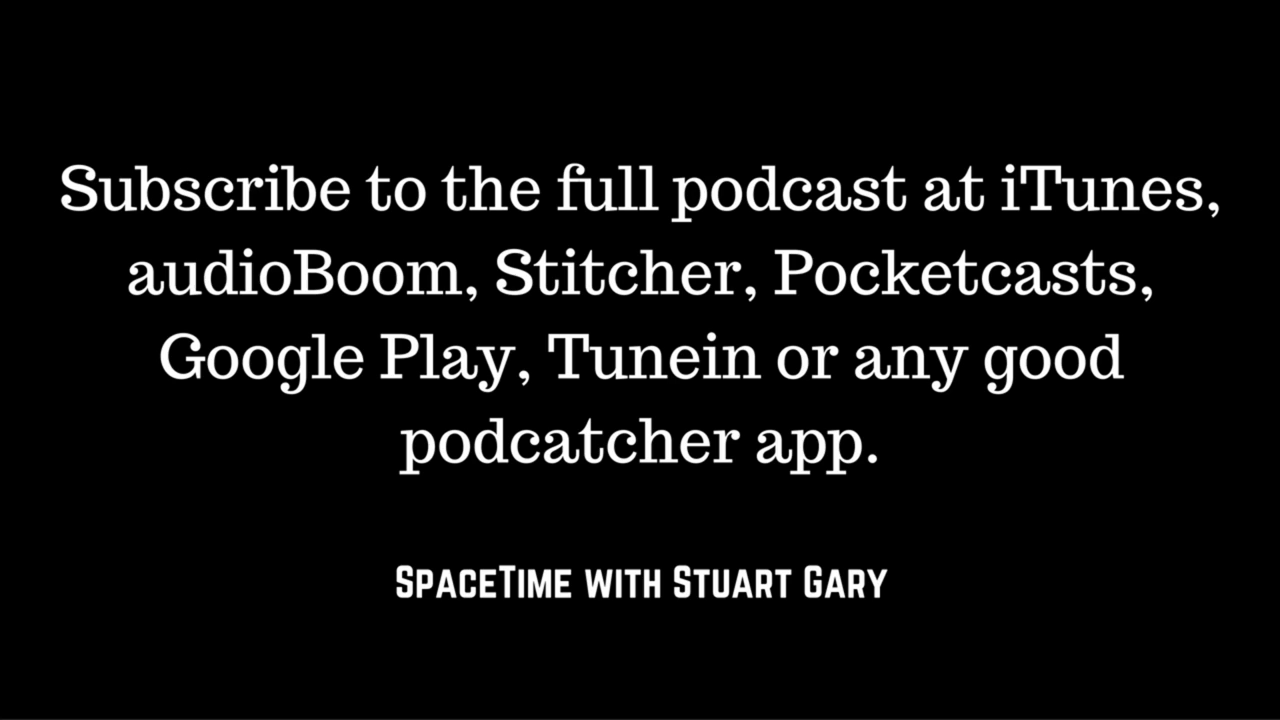 Subscribe to the full podcast at iTunes,
audioBoom, Stitcher, Pocketcasts,
Google Play, Tunein or any good
podcatcher app.
SpaceTime with Stuart Gary